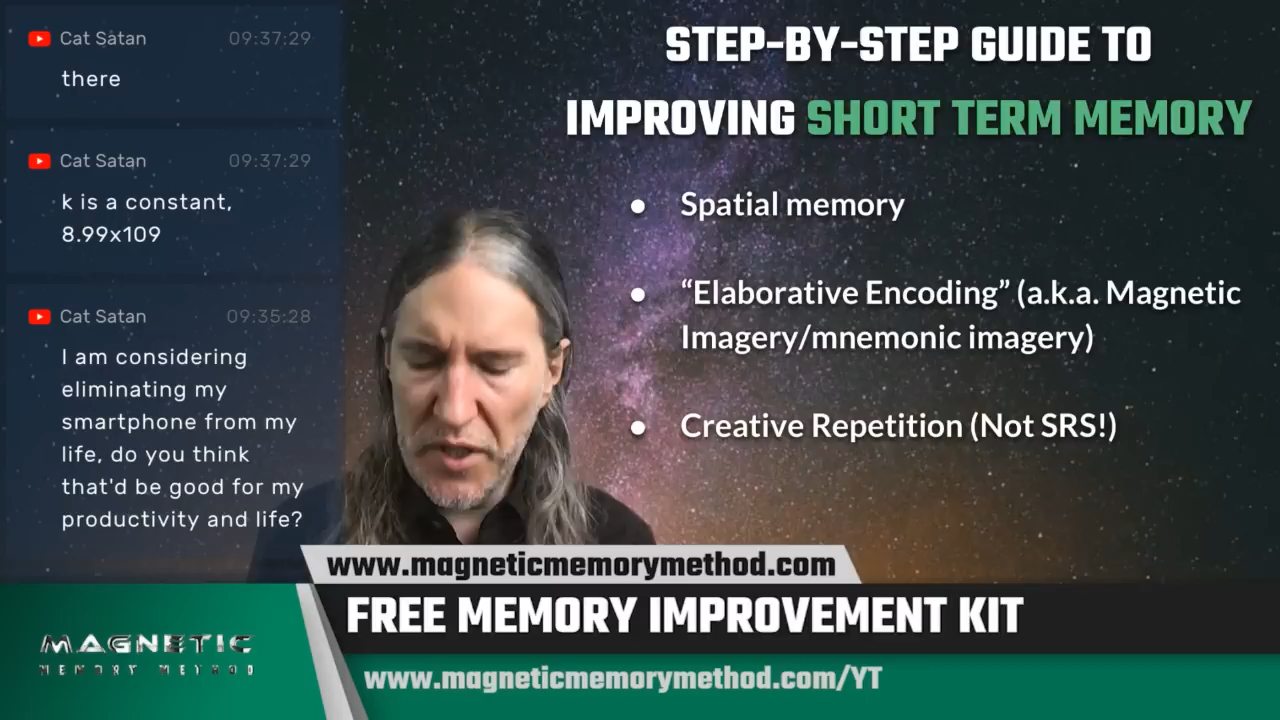 Cat Satan 09:37:29
there
Cat Satan 09:37:29
k is a constant,
8.99x109
Cat Satan 09:35:28
I am considering
eliminating my
smartphone from my
life, do you think
that'd be good for my
productivity and life?
STEP-BY-STEP GUIDE TO
IMPROVING SHORT TERM MEMORY
• Spatial memory
• “Elaborative Encoding” (a.k.a. Magnetic
Imagery/mnemonic imagery)
• Creative Repetition (Not SRS!)
www.magneticmemorymethod.com
FREE MEMORY IMPROVEMENT KIT
www.magneticmemorymethod.com/YT
MAGNETIC
MEMORY METHOD